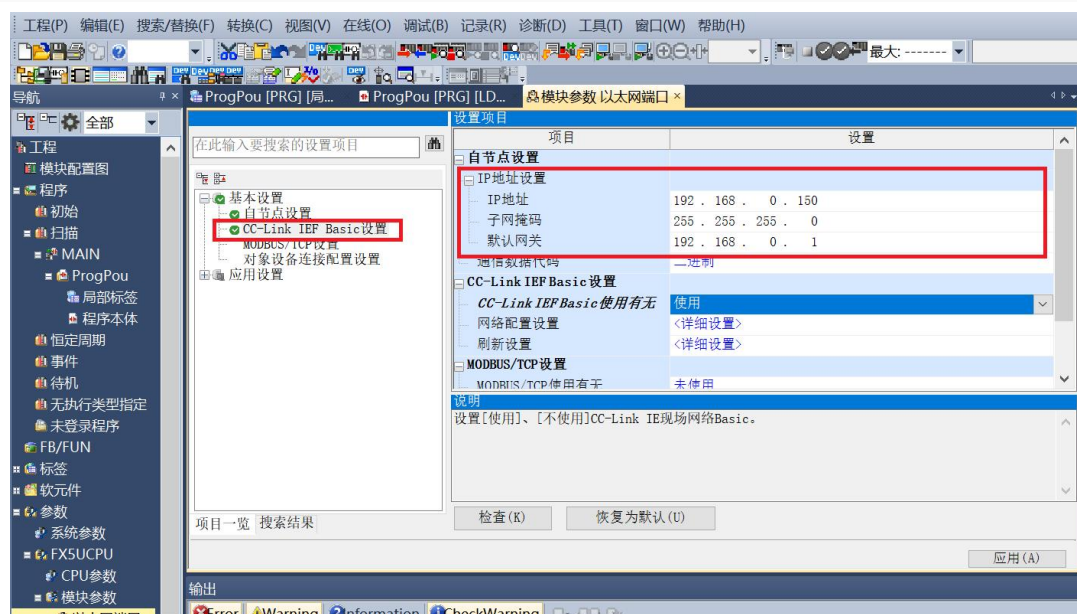 工程(P) 编辑(E) 搜索/替换(F) 转换(C) 视图(V) 在线(O) 调试(B) 记录(R) 诊断(D) 工具(T) 窗口(W) 帮助(H)
最大: -------
导航
ProgPou [PRG] [局...
ProgPou [PRG] [LD...
模块参数 以太网端口
全部
工程
模块配置图
程序
初始
扫描
MAIN
ProgPou
局部标签
程序本体
恒定周期
事件
待机
无执行类型指定
未登录程序
FB/FUN
标签
软元件
参数
系统参数
FX5UCPU
CPU参数
模块参数
以太网端口
在此输入要搜索的设置项目
基本设置
自节点设置
CC-Link IEF Basic设置
MODBUS/TCP设置
对象设备连接配置设置
应用设置
项目一览 搜索结果
设置项目
项目 设置
自节点设置
IP地址设置
IP地址 192 . 168 . 0 . 150
子网掩码 255 . 255 . 255 . 0
默认网关 192 . 168 . 0 . 1
通信数据代码 二进制
CC-Link IEF Basic设置
CC-Link IEF Basic使用有无 使用
网络配置设置 <详细设置>
刷新设置 <详细设置>
MODBUS/TCP设置
MODBUS/TCP使用有无 未使用
说明
设置[使用]、[不使用]CC-Link IE现场网络Basic。
检查(K) 恢复为默认(U)
应用(A)
输出
Error Warning Information CheckWarning